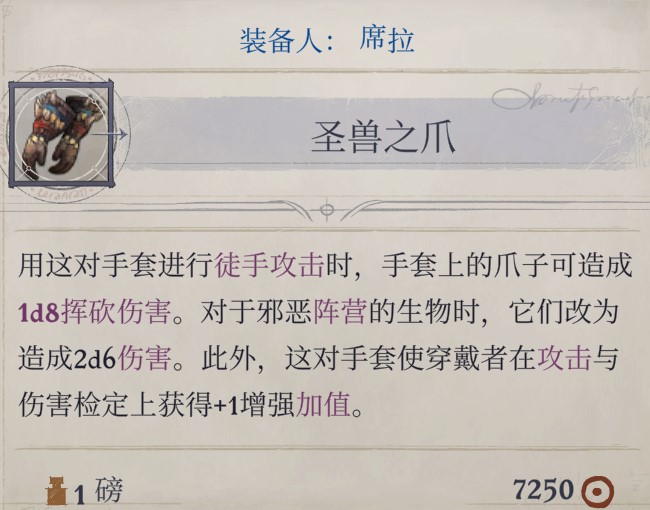 装备人： 席拉
圣兽之爪
用这对手套进行徒手攻击时，手套上的爪子可造成
1d8挥砍伤害。对于邪恶阵营的生物时，它们改为
造成2d6伤害。此外，这对手套使穿戴者在攻击与
伤害检定上获得+1增强加值。
1 磅
7250